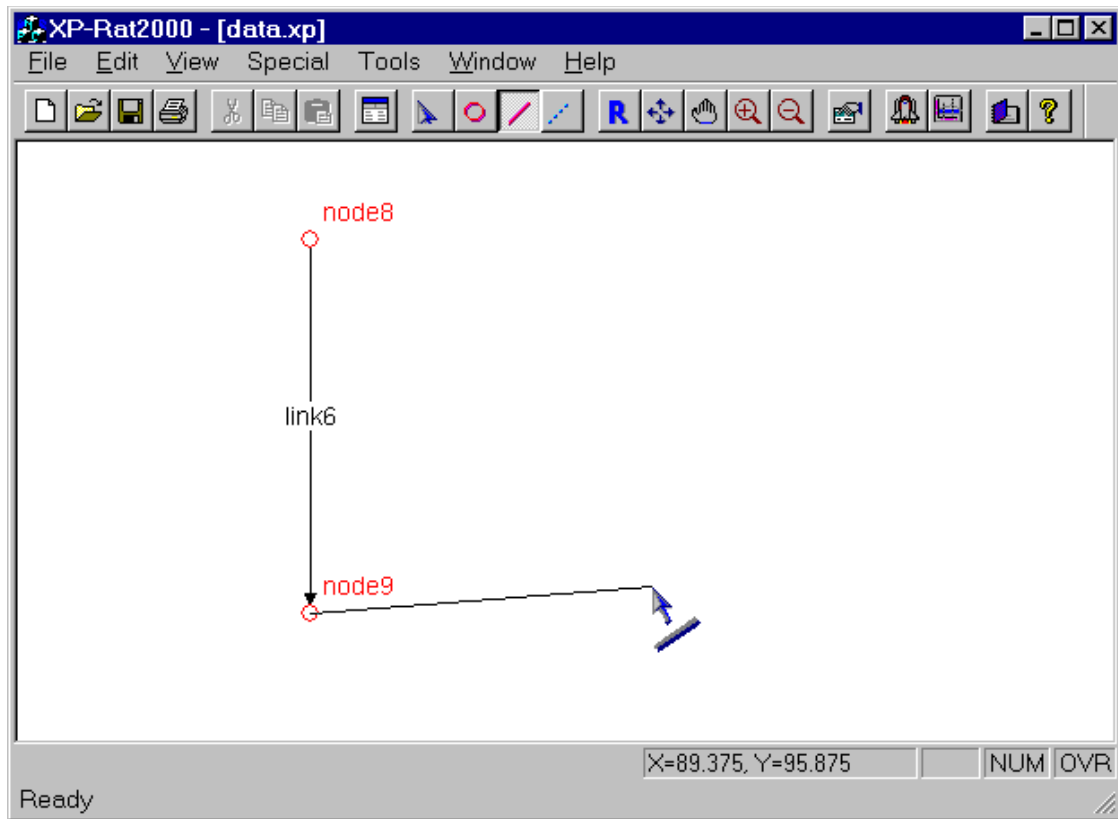 XP-Rat2000 - [data.xp]
File Edit View Special Tools Window Help
R ?
node8
link6
node9
X=89.375, Y=95.875 NUM OVR
Ready